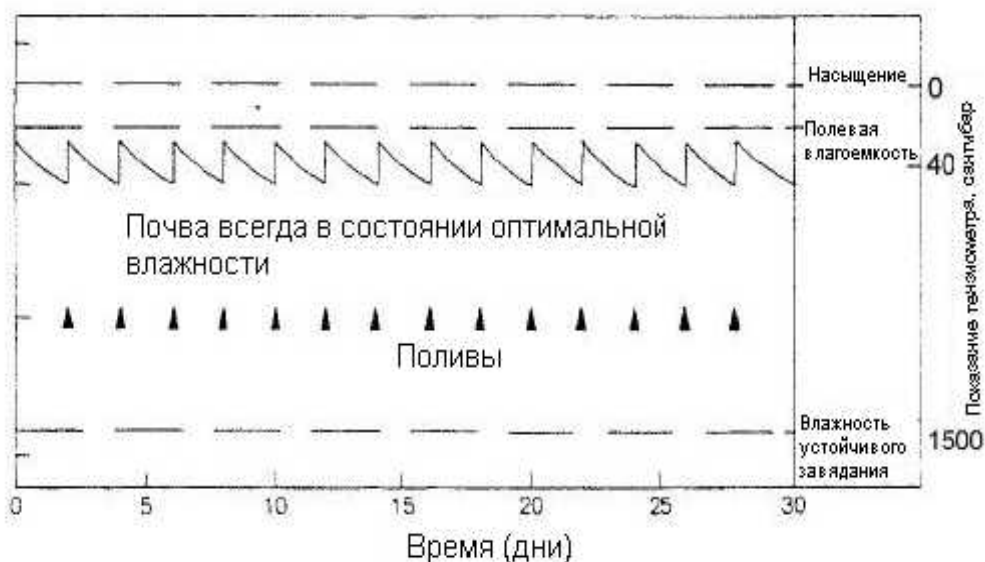 Насыщение
0
Полевая
влагоемкость
40
Почва всегда в состоянии оптимальной
влажности
Поливы
Влажность
устойчивого
завядания
1500
Показание тензиометра, сантибар
0 5 10 15 20 25 30
Время (дни)